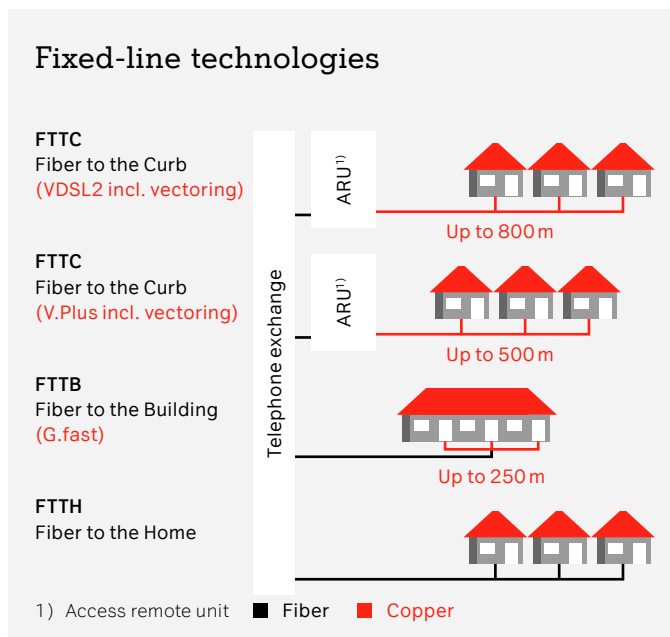 Fixed-line technologies
FTTC
Fiber to the Curb
(VDSL2 incl. vectoring)
ARU¹⁾
Up to 800 m
FTTC
Fiber to the Curb
(V.Plus incl. vectoring)
ARU¹⁾
Up to 500 m
Telephone exchange
FTTB
Fiber to the Building
(G.fast)
Up to 250 m
FTTH
Fiber to the Home
1) Access remote unit Fiber Copper